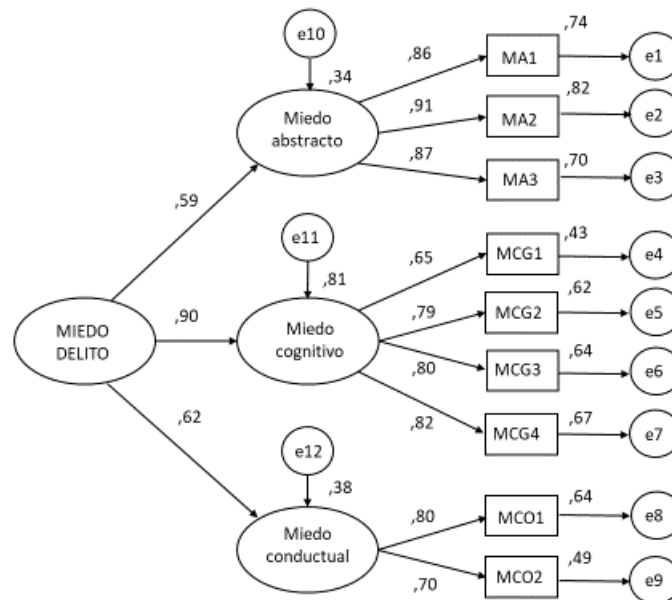 e10
,74
,86
MA1
e1
,34
Miedo
abstracto
,82
,91
MA2
e2
,87
,70
MA3
e3
,59
e11
,43
,65
MCG1
e4
,81
,62
,79
MCG2
e5
MIEDO
DELITO
,90
Miedo
cognitivo
,64
,80
MCG3
e6
,82
,67
MCG4
e7
,62
e12
,38
,64
,80
MCO1
e8
Miedo
conductual
,49
,70
MCO2
e9